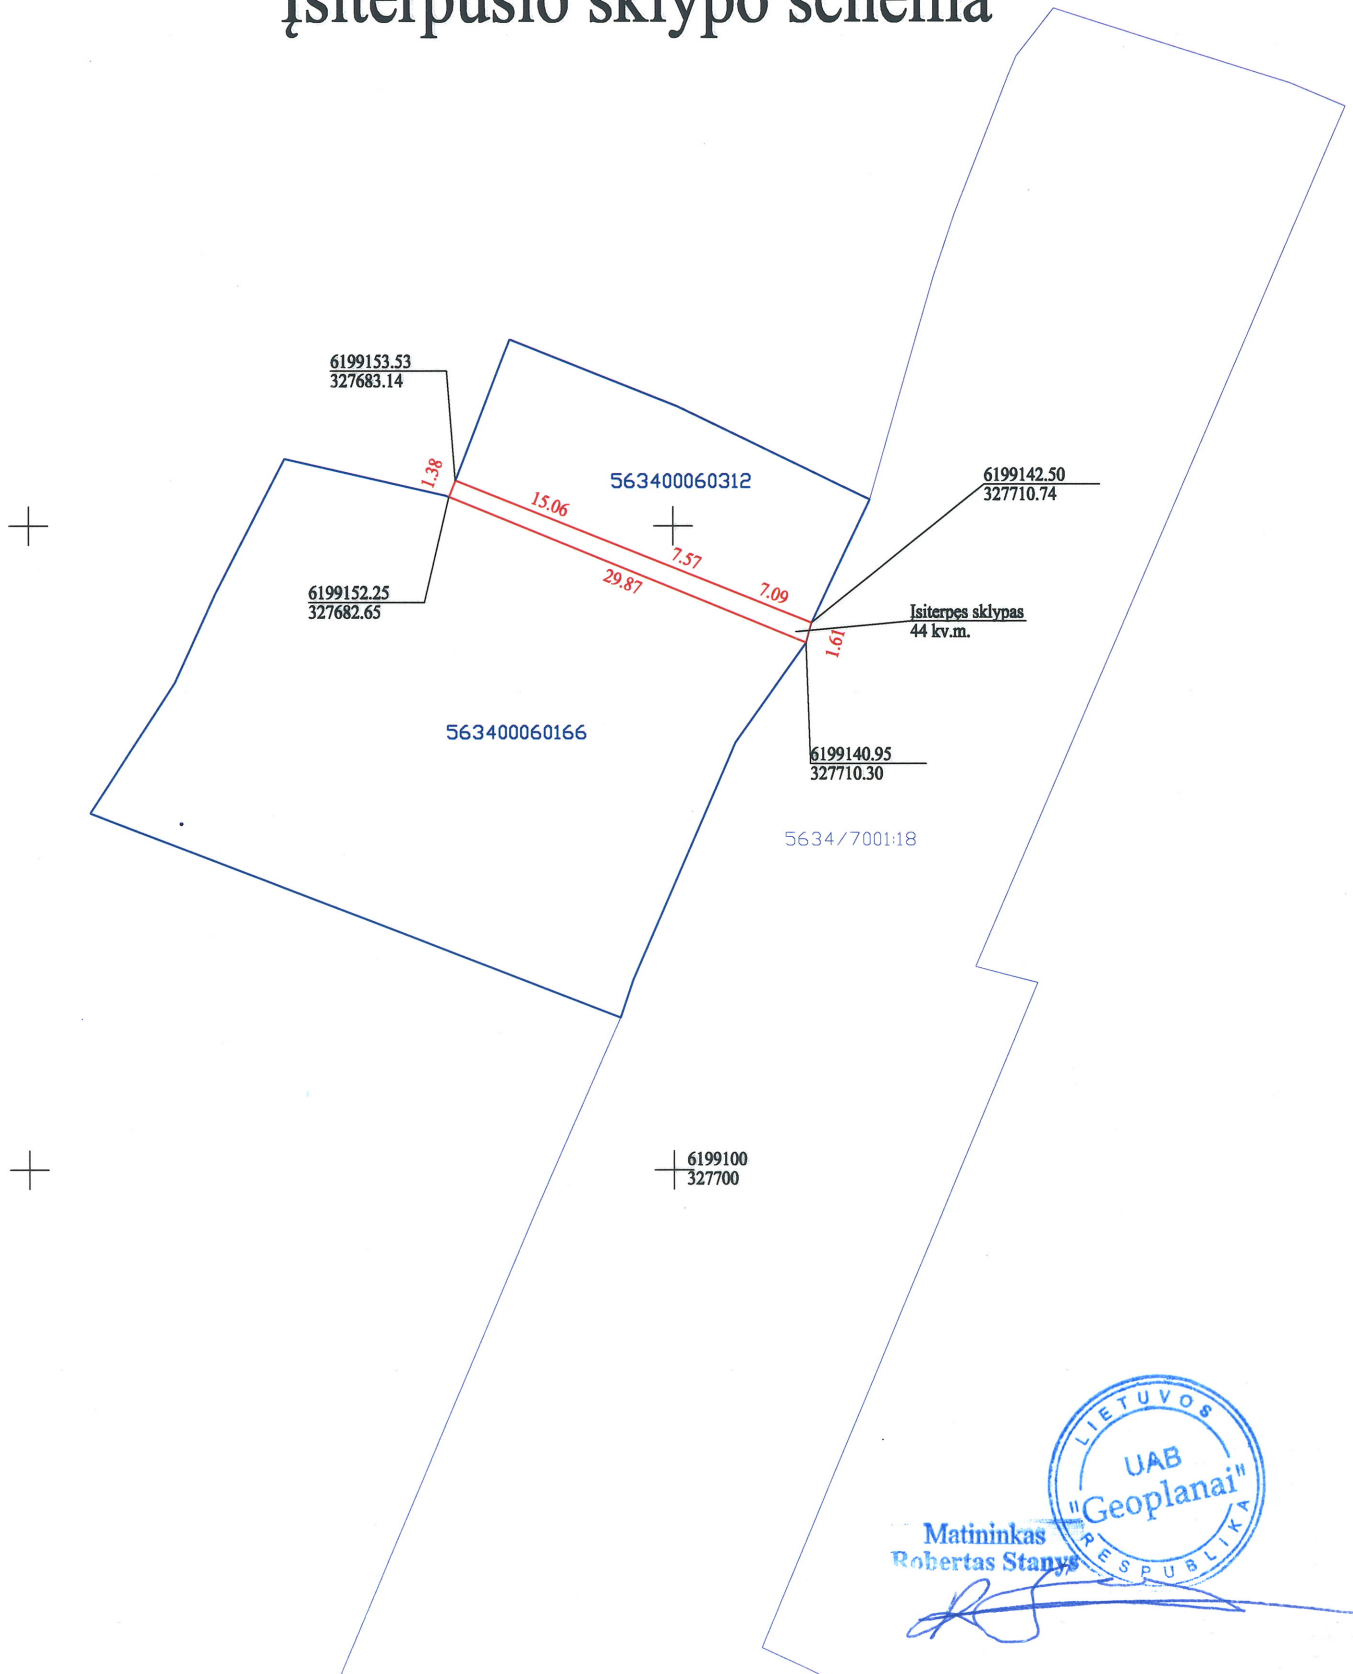 Įsiterpusio sklypo schema
6199153.53
327683.14
1.38
563400060312
15.06
7.57
29.87
7.09
6199142.50
327710.74
6199152.25
327682.65
Įsiterpęs sklypas
44 kv.m.
1.61
563400060166
6199140.95
327710.30
5634/7001:18
6199100
327700
LIETUVOS
UAB
"Geoplanai"
RESPUBLIKA
Matininkas
Robertas Stanys